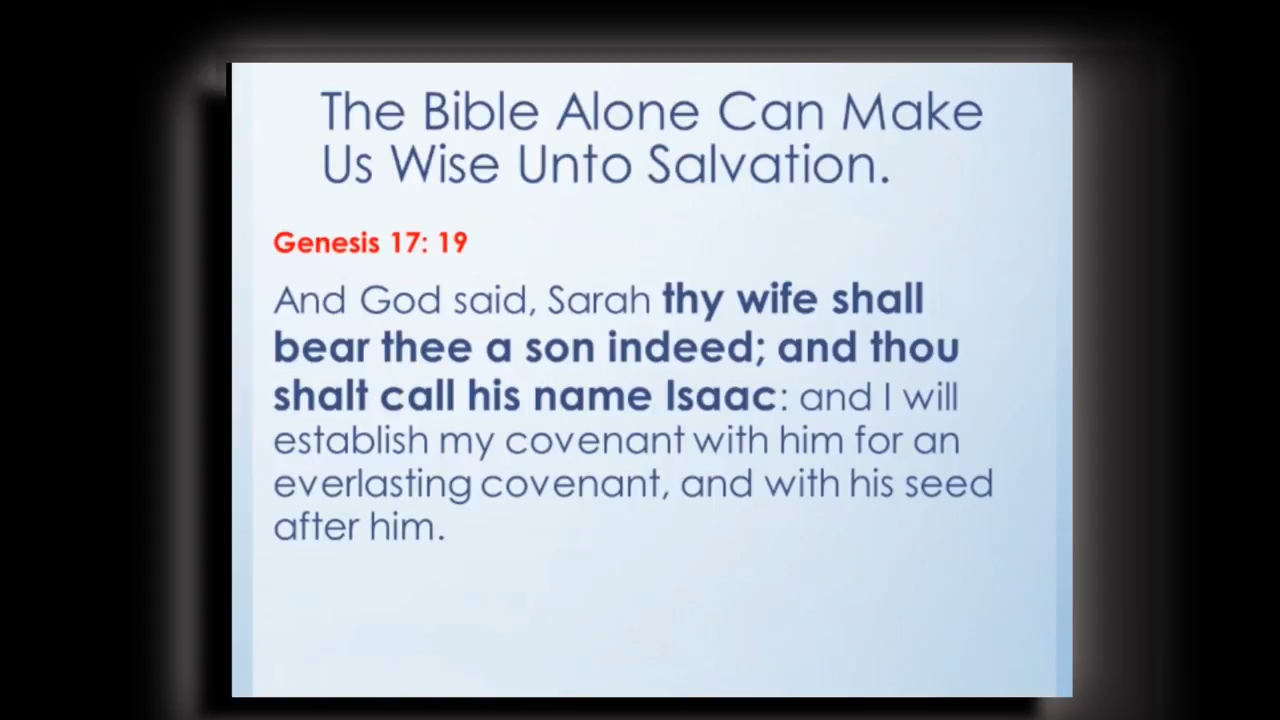 The Bible Alone Can Make
Us Wise Unto Salvation.
Genesis 17: 19
And God said, Sarah thy wife shall
bear thee a son indeed; and thou
shalt call his name Isaac: and I will
establish my covenant with him for an
everlasting covenant, and with his seed
after him.